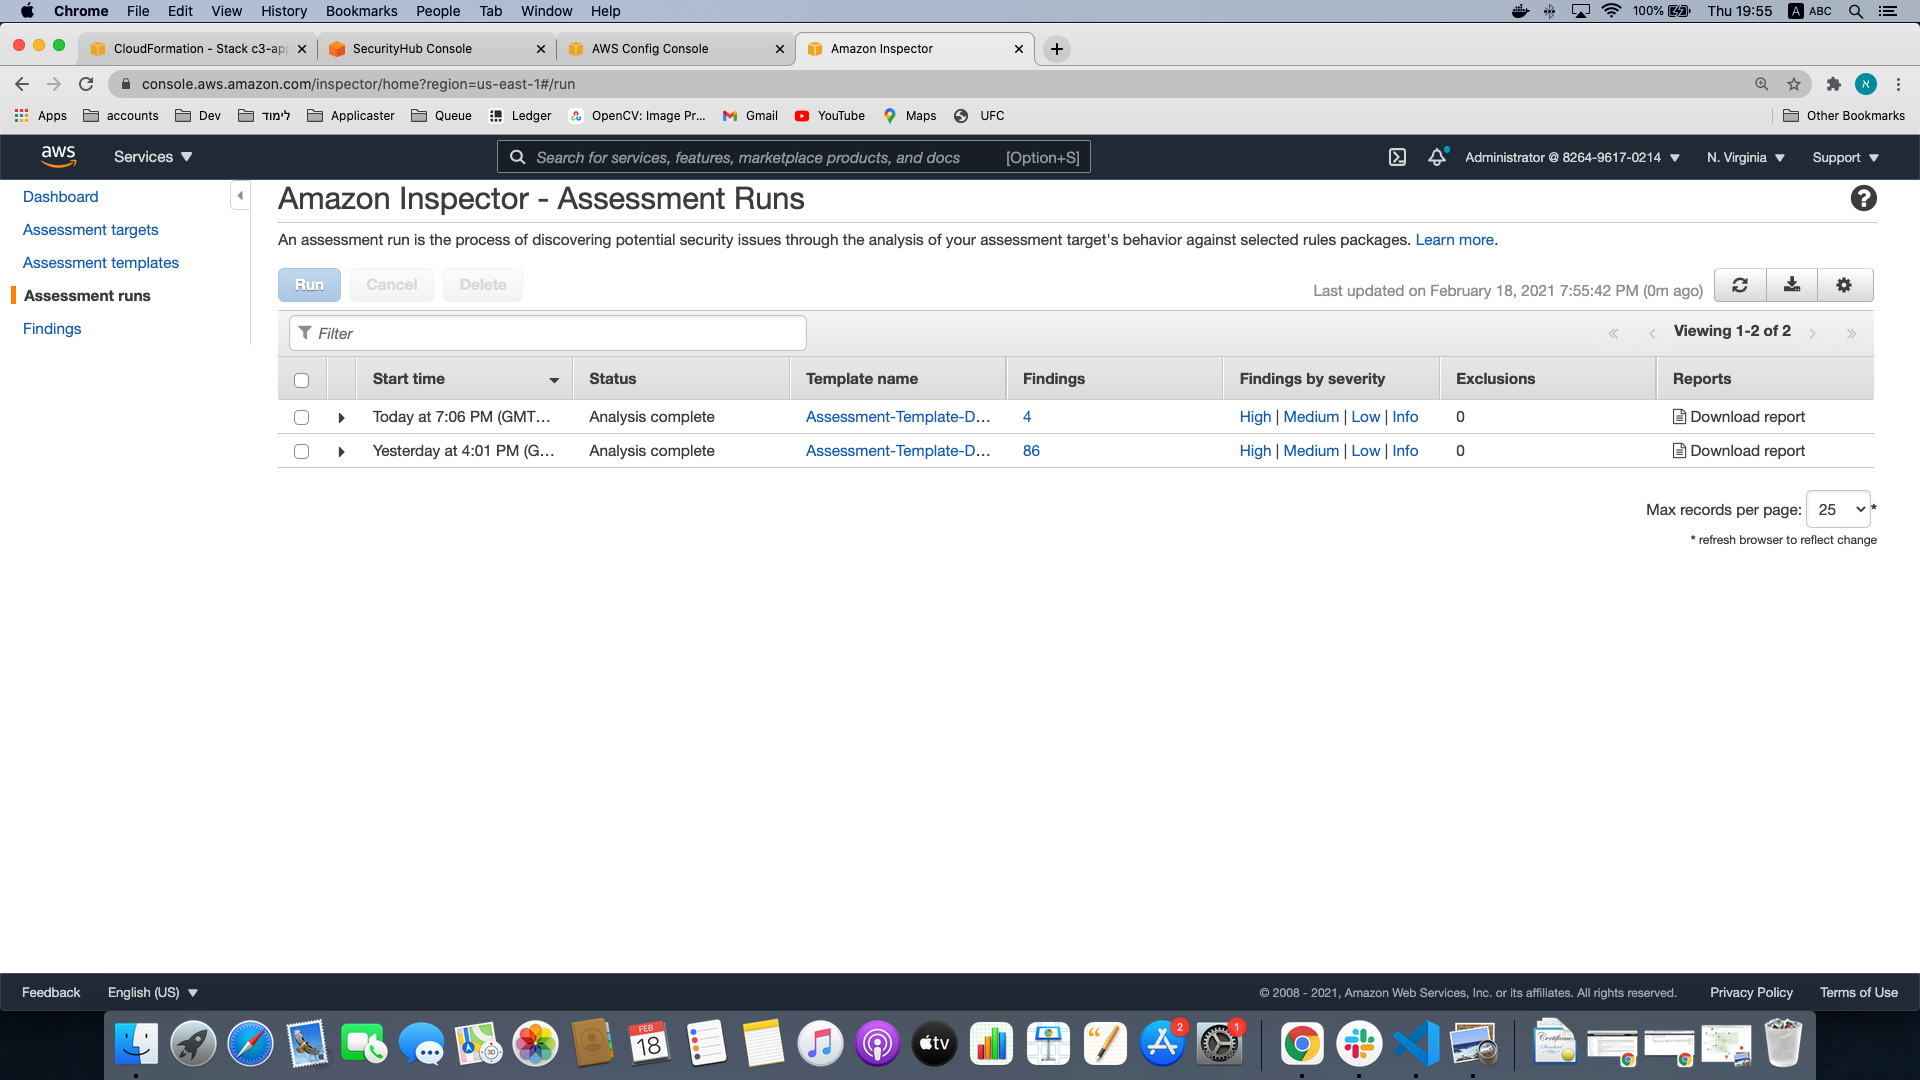 Chrome File Edit View History Bookmarks People Tab Window Help 100% Thu 19:55 A ABC
CloudFormation - Stack c3-app SecurityHub Console AWS Config Console Amazon Inspector
console.aws.amazon.com/inspector/home?region=us-east-1#/run א
Apps accounts Dev לימוד Applicaster Queue Ledger OpenCV: Image Pr... Gmail YouTube Maps UFC Other Bookmarks
aws Services Search for services, features, marketplace products, and docs [Option+S] Administrator @ 8264-9617-0214 N. Virginia Support
Dashboard
Assessment targets
Assessment templates
Assessment runs
Findings
Amazon Inspector - Assessment Runs ?
An assessment run is the process of discovering potential security issues through the analysis of your assessment target's behavior against selected rules packages. Learn more.
Run Cancel Delete Last updated on February 18, 2021 7:55:42 PM (0m ago)
Filter « ‹ Viewing 1-2 of 2 › »
Start time Status Template name Findings Findings by severity Exclusions Reports
Today at 7:06 PM (GMT... Analysis complete Assessment-Template-D... 4 High | Medium | Low | Info 0 Download report
Yesterday at 4:01 PM (G... Analysis complete Assessment-Template-D... 86 High | Medium | Low | Info 0 Download report
Max records per page: 25 *
* refresh browser to reflect change
Feedback English (US) © 2008 - 2021, Amazon Web Services, Inc. or its affiliates. All rights reserved. Privacy Policy Terms of Use
FEB
18
tv
2
1